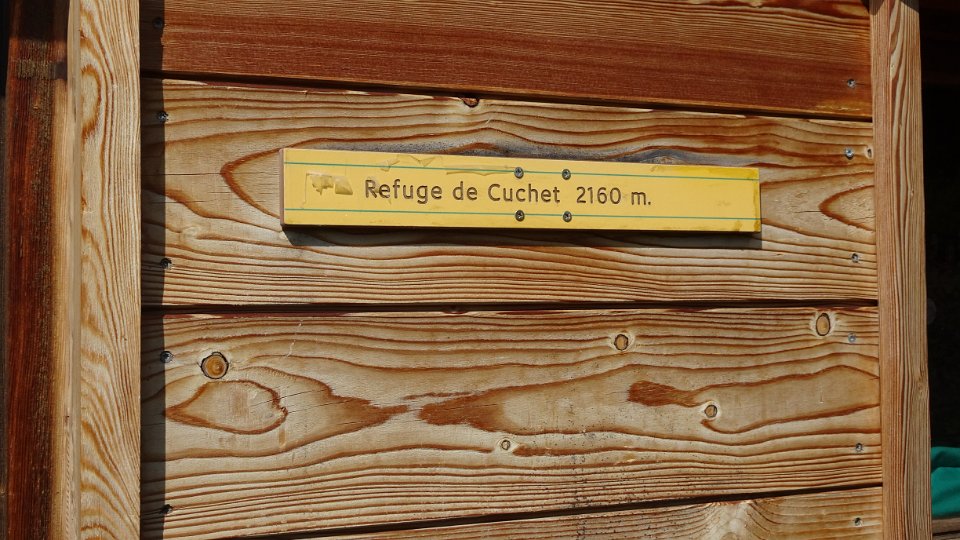 Refuge de Cuchet 2160 m.